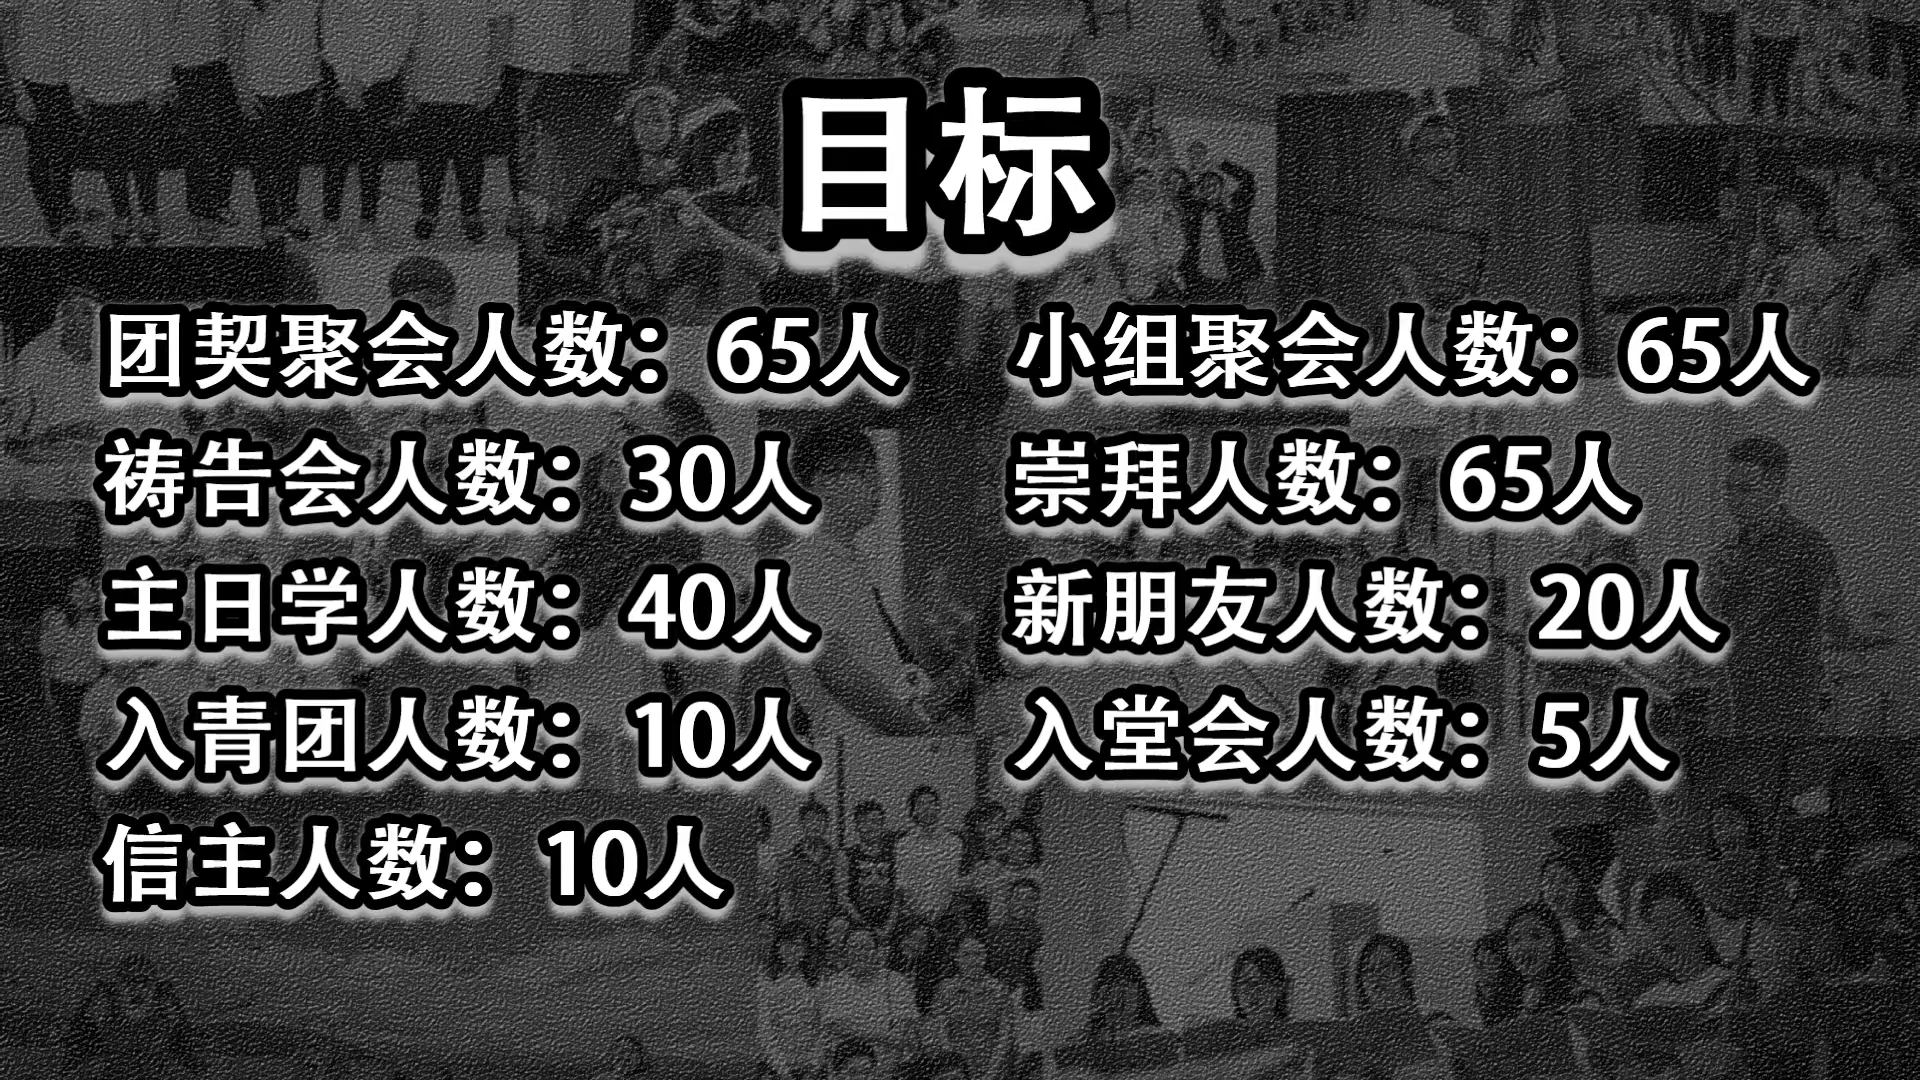 目标
团契聚会人数：65人
小组聚会人数：65人
祷告会人数：30人
崇拜人数：65人
主日学人数：40人
新朋友人数：20人
入青团人数：10人
入堂会人数：5人
信主人数：10人